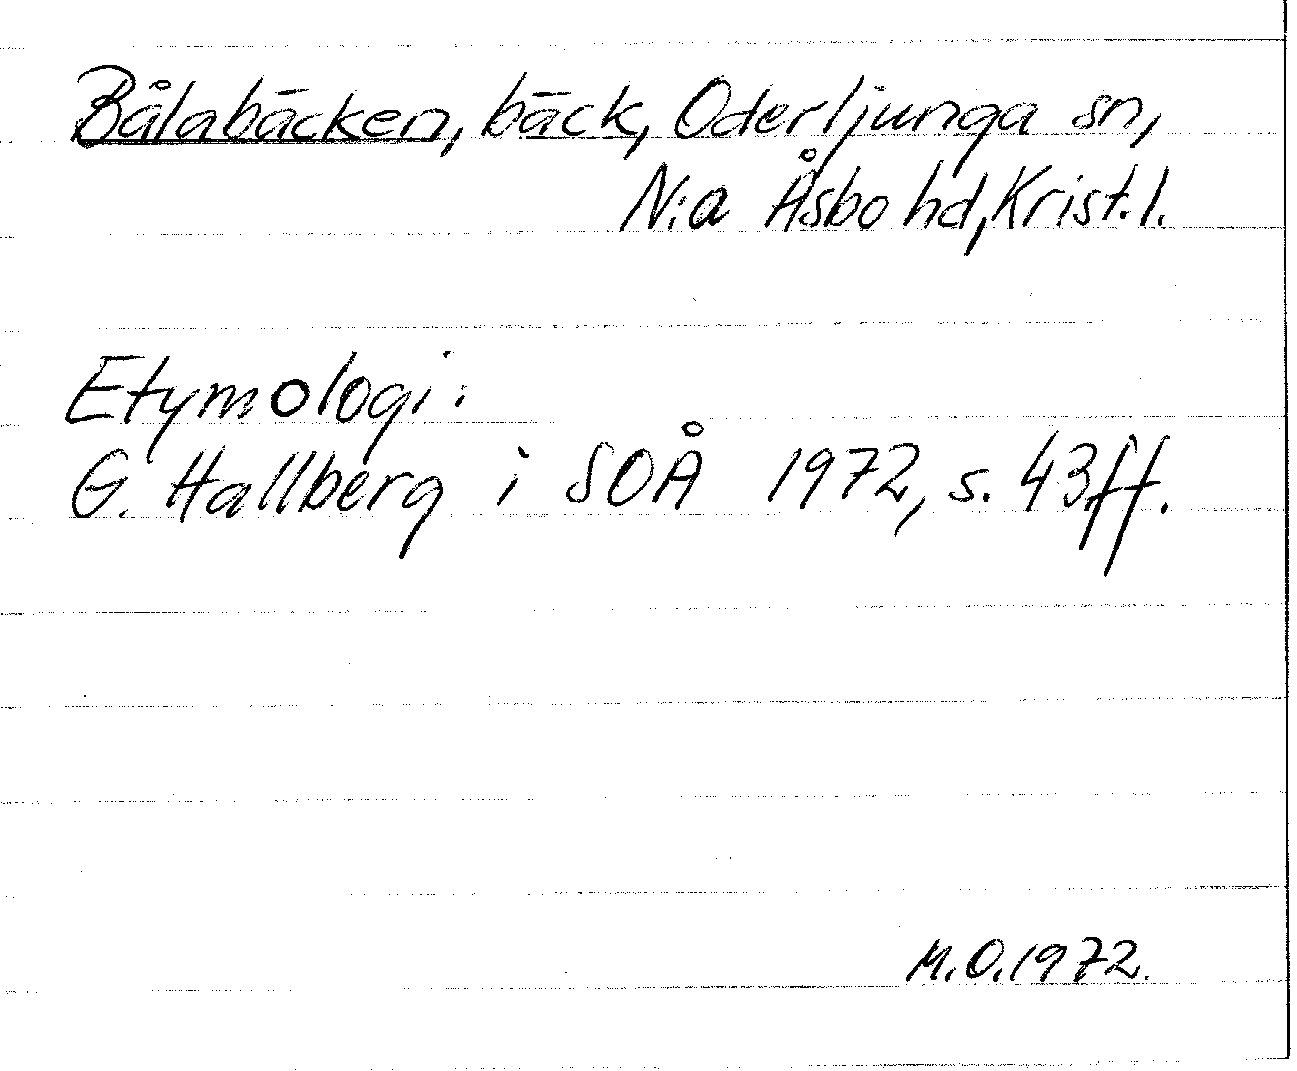 Bålabäcken, bäck, Oderljunga sn,
N:a Åsbo hd, Krist. l.
Etymologi:
G. Hallberg i SOÅ 1972, s. 43ff.
M.O. 1972.